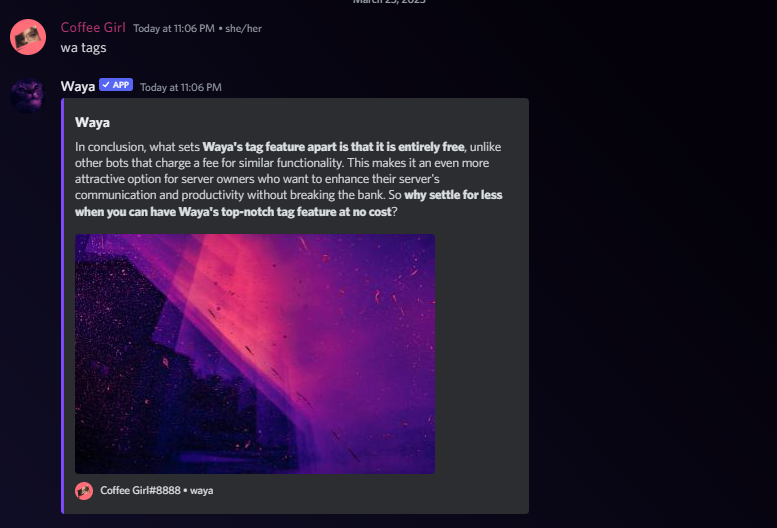 Coffee Girl Today at 11:06 PM • she/her
wa tags
Waya ✓ APP Today at 11:06 PM
Waya
In conclusion, what sets Waya's tag feature apart is that it is entirely free, unlike
other bots that charge a fee for similar functionality. This makes it an even more
attractive option for server owners who want to enhance their server's
communication and productivity without breaking the bank. So why settle for less
when you can have Waya's top-notch tag feature at no cost?
Coffee Girl#8888 • waya